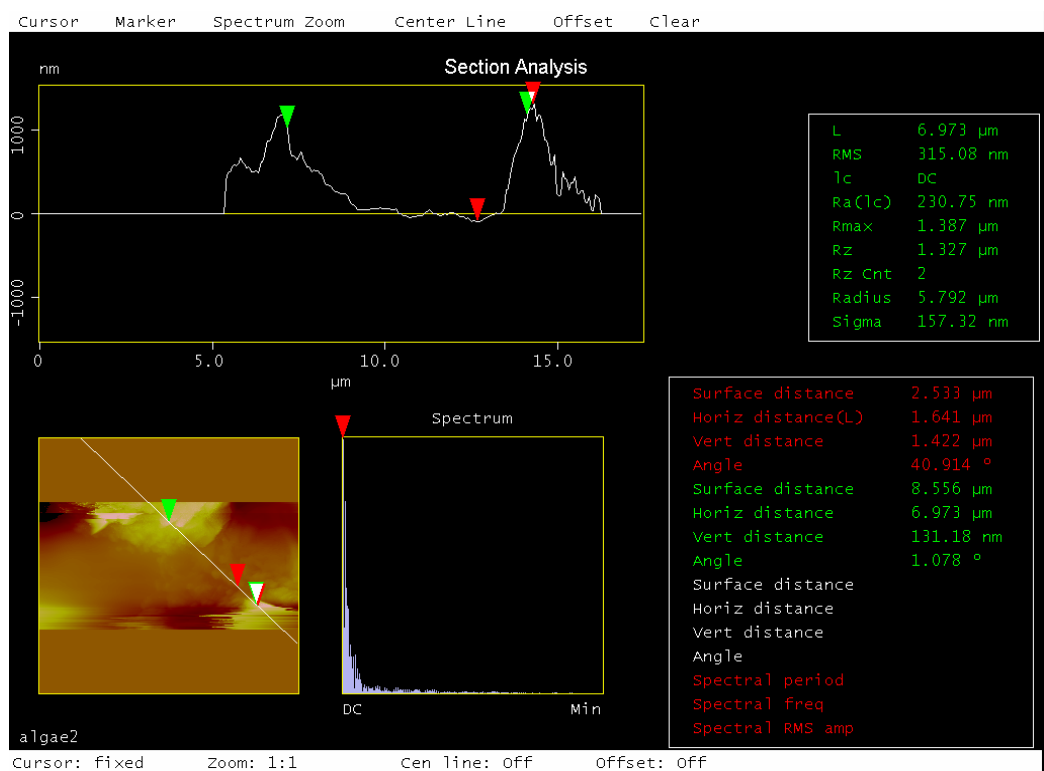 Cursor Marker Spectrum Zoom Center Line Offset Clear
Section Analysis
nm
1000
0
-1000
0 5.0 10.0 15.0
µm
L 6.973 µm
RMS 315.08 nm
lc DC
Ra(lc) 230.75 nm
Rmax 1.387 µm
Rz 1.327 µm
Rz Cnt 2
Radius 5.792 µm
Sigma 157.32 nm
Spectrum
DC Min
Surface distance 2.533 µm
Horiz distance(L) 1.641 µm
Vert distance 1.422 µm
Angle 40.914 °
Surface distance 8.556 µm
Horiz distance 6.973 µm
Vert distance 131.18 nm
Angle 1.078 °
Surface distance
Horiz distance
Vert distance
Angle
Spectral period
Spectral freq
Spectral RMS amp
algae2
Cursor: fixed Zoom: 1:1 Cen line: Off Offset: Off